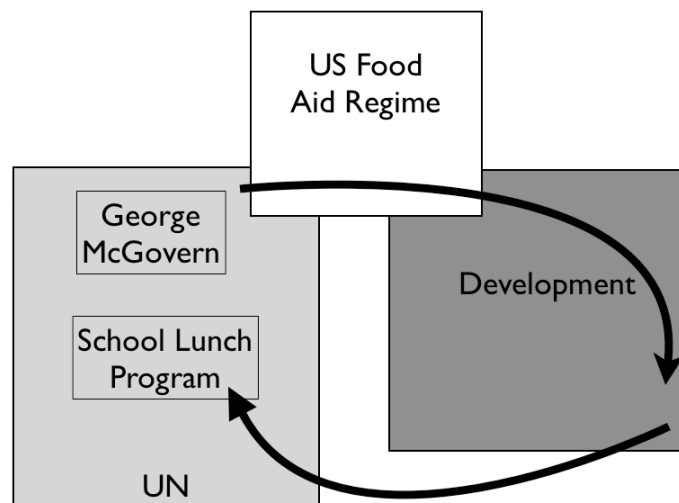 US Food
Aid Regime
George
McGovern
Development
School Lunch
Program
UN